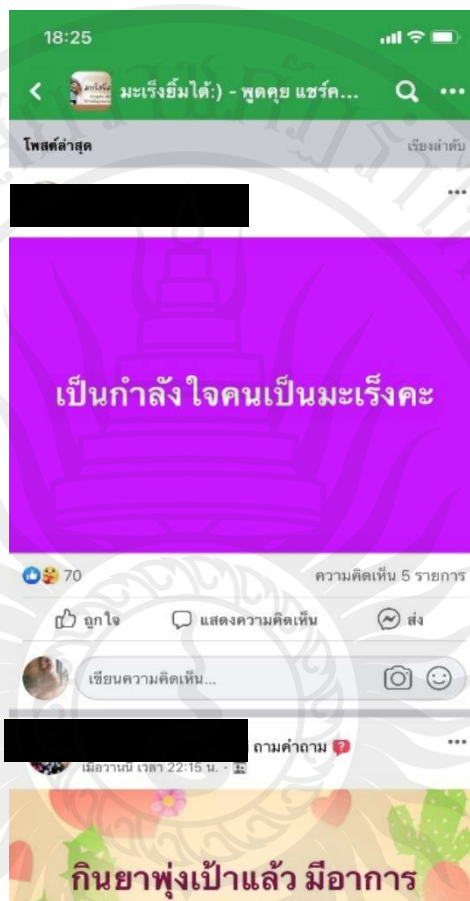 18:25
มะเร็งยิ้มได้:) - พูดคุย แชร์ค...
โพสต์ล่าสุด
เรียงลำดับ
เป็นกำลังใจคนเป็นมะเร็งคะ
70
ความคิดเห็น 5 รายการ
ถูกใจ
แสดงความคิดเห็น
ส่ง
เขียนความคิดเห็น...
ถามคำถาม
เมื่อวานนี้ เวลา 22:15 น.
กินยาพุ่งเป้าแล้ว มีอาการ